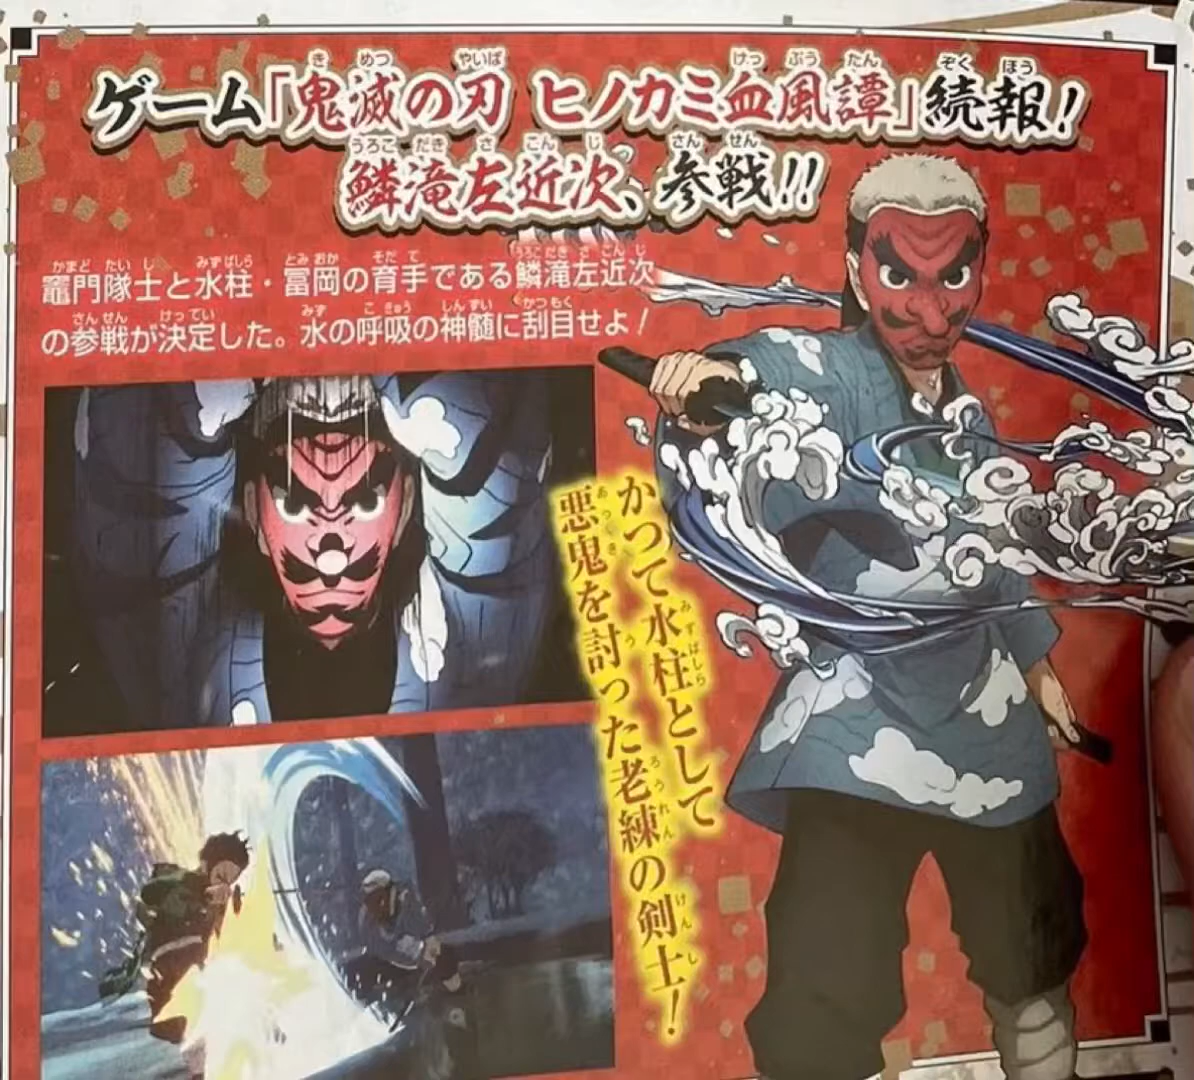 ゲーム「鬼滅の刃 ヒノカミ血風譚」続報！
鱗滝左近次、参戦!!
竈門隊士と水柱・冨岡の育手である鱗滝左近次
の参戦が決定した。水の呼吸の神髄に刮目せよ！
かつて水柱として
悪鬼を討った老練の剣士！